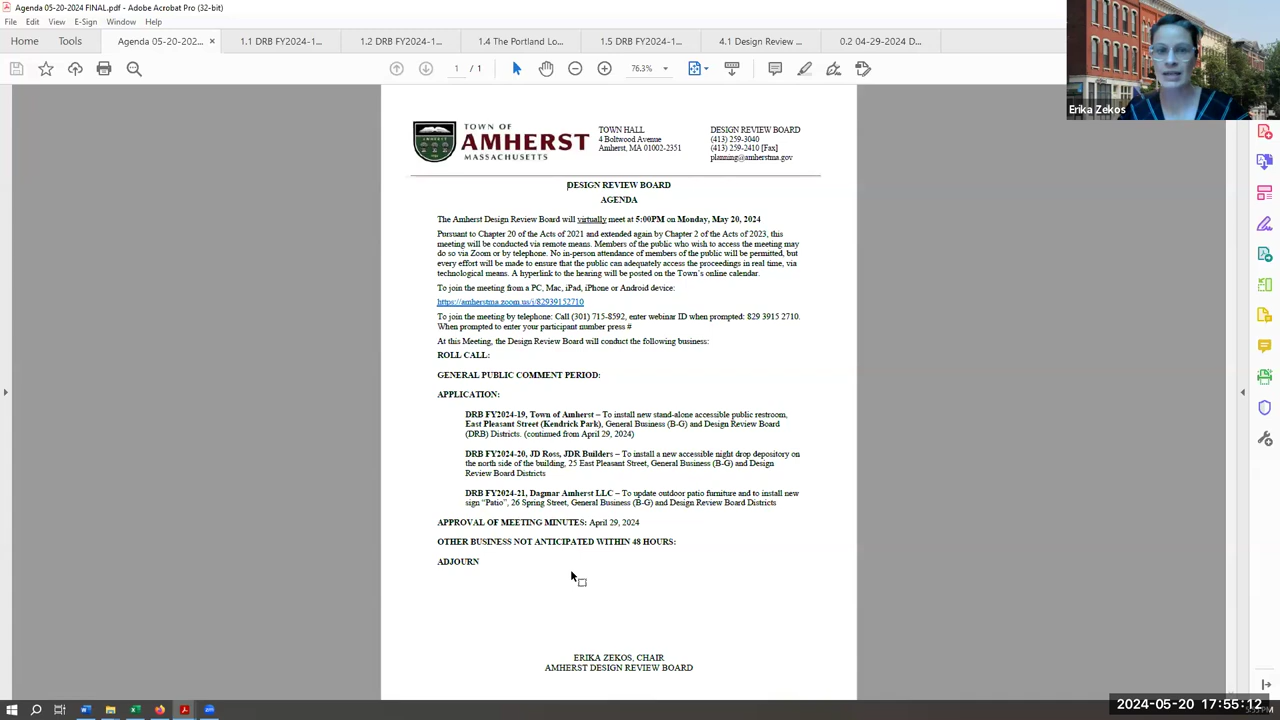 Agenda 05-20-2024 FINAL.pdf - Adobe Acrobat Pro (32-bit)
File Edit View E-Sign Window Help
Home Tools Agenda 05-20-202... × 1.1 DRB FY2024-1... 1.2 DRB FY2024-1... 1.4 The Portland Lo... 1.5 DRB FY2024-1... 4.1 Design Review ... 0.2 04-29-2024 D...
1 / 1 76.3%
Erika Zekos
TOWN OF
AMHERST
MASSACHUSETTS
TOWN HALL
4 Boltwood Avenue
Amherst, MA 01002-2351
DESIGN REVIEW BOARD
(413) 259-3040
(413) 259-2410 [Fax]
planning@amherstma.gov
DESIGN REVIEW BOARD
AGENDA
The Amherst Design Review Board will virtually meet at 5:00PM on Monday, May 20, 2024
Pursuant to Chapter 20 of the Acts of 2021 and extended again by Chapter 2 of the Acts of 2023, this
meeting will be conducted via remote means. Members of the public who wish to access the meeting may
do so via Zoom or by telephone. No in-person attendance of members of the public will be permitted, but
every effort will be made to ensure that the public can adequately access the proceedings in real time, via
technological means. A hyperlink to the hearing will be posted on the Town's online calendar.
To join the meeting from a PC, Mac, iPad, iPhone or Android device:
https://amherstma.zoom.us/j/82939152710
To join the meeting by telephone: Call (301) 715-8592, enter webinar ID when prompted: 829 3915 2710.
When prompted to enter your participant number press #
At this Meeting, the Design Review Board will conduct the following business:
ROLL CALL:
GENERAL PUBLIC COMMENT PERIOD:
APPLICATION:
DRB FY2024-19, Town of Amherst – To install new stand-alone accessible public restroom,
East Pleasant Street (Kendrick Park), General Business (B-G) and Design Review Board
(DRB) Districts. (continued from April 29, 2024)
DRB FY2024-20, JD Ross, JDR Builders – To install a new accessible night drop depository on
the north side of the building, 25 East Pleasant Street, General Business (B-G) and Design
Review Board Districts
DRB FY2024-21, Dagmar Amherst LLC – To update outdoor patio furniture and to install new
sign "Patio", 26 Spring Street, General Business (B-G) and Design Review Board Districts
APPROVAL OF MEETING MINUTES: April 29, 2024
OTHER BUSINESS NOT ANTICIPATED WITHIN 48 HOURS:
ADJOURN
ERIKA ZEKOS, CHAIR
AMHERST DESIGN REVIEW BOARD
2024-05-20 17:55:12